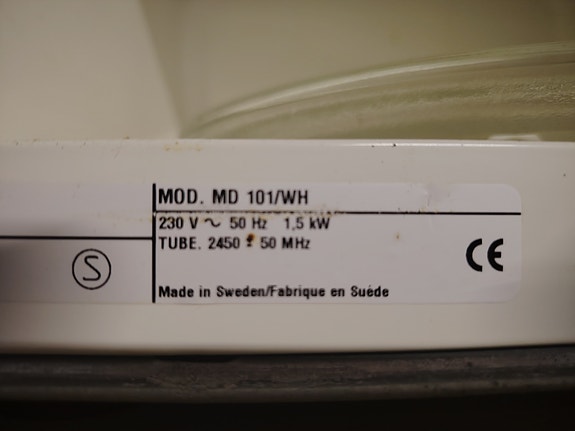 MOD. MD 101/WH
230 V ~ 50 Hz 1,5 kW
TUBE. 2450 ± 50 MHz
S
CE
Made in Sweden/Fabrique en Suéde